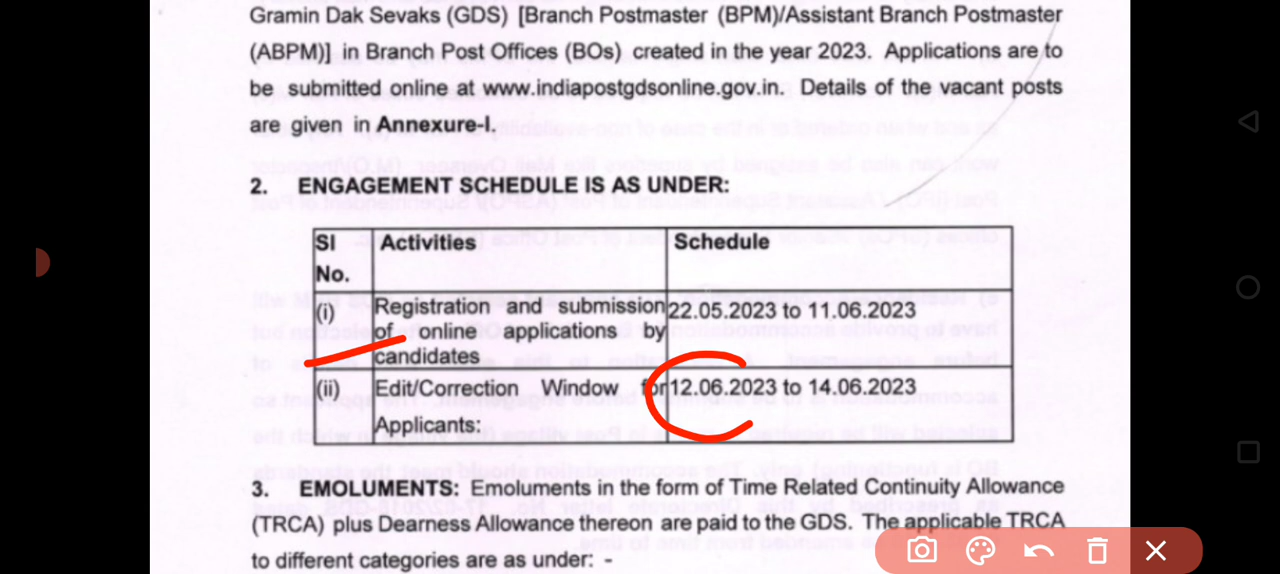 Gramin Dak Sevaks (GDS) [Branch Postmaster (BPM)/Assistant Branch Postmaster
(ABPM)] in Branch Post Offices (BOs) created in the year 2023. Applications are to
be submitted online at www.indiapostgdsonline.gov.in. Details of the vacant posts
are given in Annexure-I.
2. ENGAGEMENT SCHEDULE IS AS UNDER:
Sl No. Activities Schedule
(i) Registration and submission 22.05.2023 to 11.06.2023
of online applications by
candidates
(ii) Edit/Correction Window for 12.06.2023 to 14.06.2023
Applicants:
3. EMOLUMENTS: Emoluments in the form of Time Related Continuity Allowance
(TRCA) plus Dearness Allowance thereon are paid to the GDS. The applicable TRCA
to different categories are as under: -